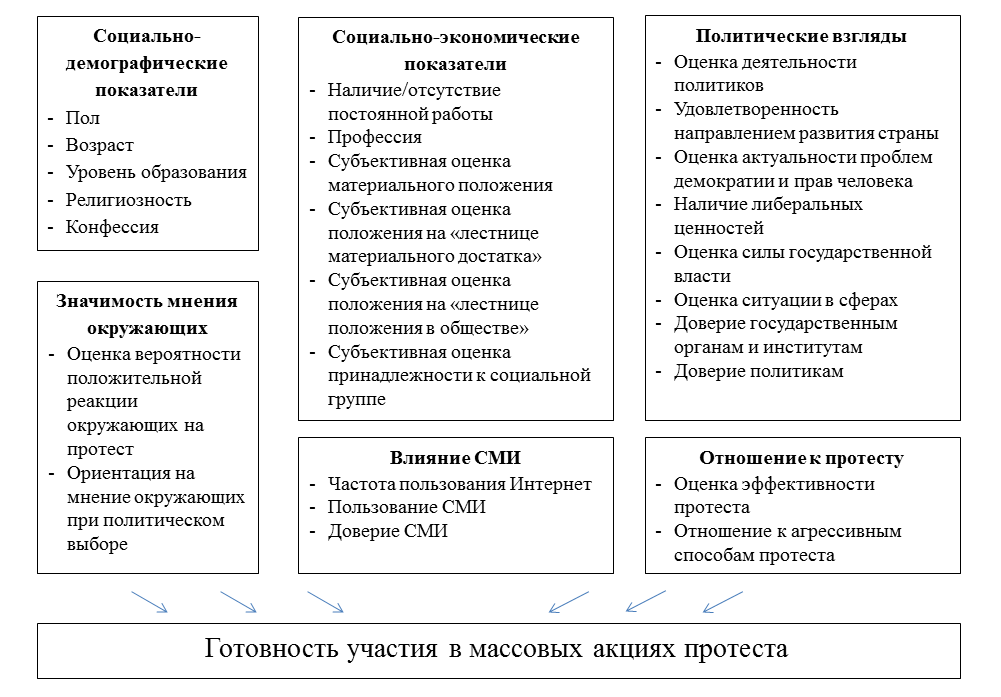 Социально-
демографические
показатели
- Пол
- Возраст
- Уровень образования
- Религиозность
- Конфессия
Значимость мнения
окружающих
- Оценка вероятности
положительной
реакции
окружающих на
протест
- Ориентация на
мнение окружающих
при политическом
выборе
Социально-экономические
показатели
- Наличие/отсутствие
постоянной работы
- Профессия
- Субъективная оценка
материального положения
- Субъективная оценка
положения на «лестнице
материального достатка»
- Субъективная оценка
положения на «лестнице
положения в обществе»
- Субъективная оценка
принадлежности к социальной
группе
Влияние СМИ
- Частота пользования Интернет
- Пользование СМИ
- Доверие СМИ
Политические взгляды
- Оценка деятельности
политиков
- Удовлетворенность
направлением развития страны
- Оценка актуальности проблем
демократии и прав человека
- Наличие либеральных
ценностей
- Оценка силы государственной
власти
- Оценка ситуации в сферах
- Доверие государственным
органам и институтам
- Доверие политикам
Отношение к протесту
- Оценка эффективности
протеста
- Отношение к агрессивным
способам протеста
Готовность участия в массовых акциях протеста